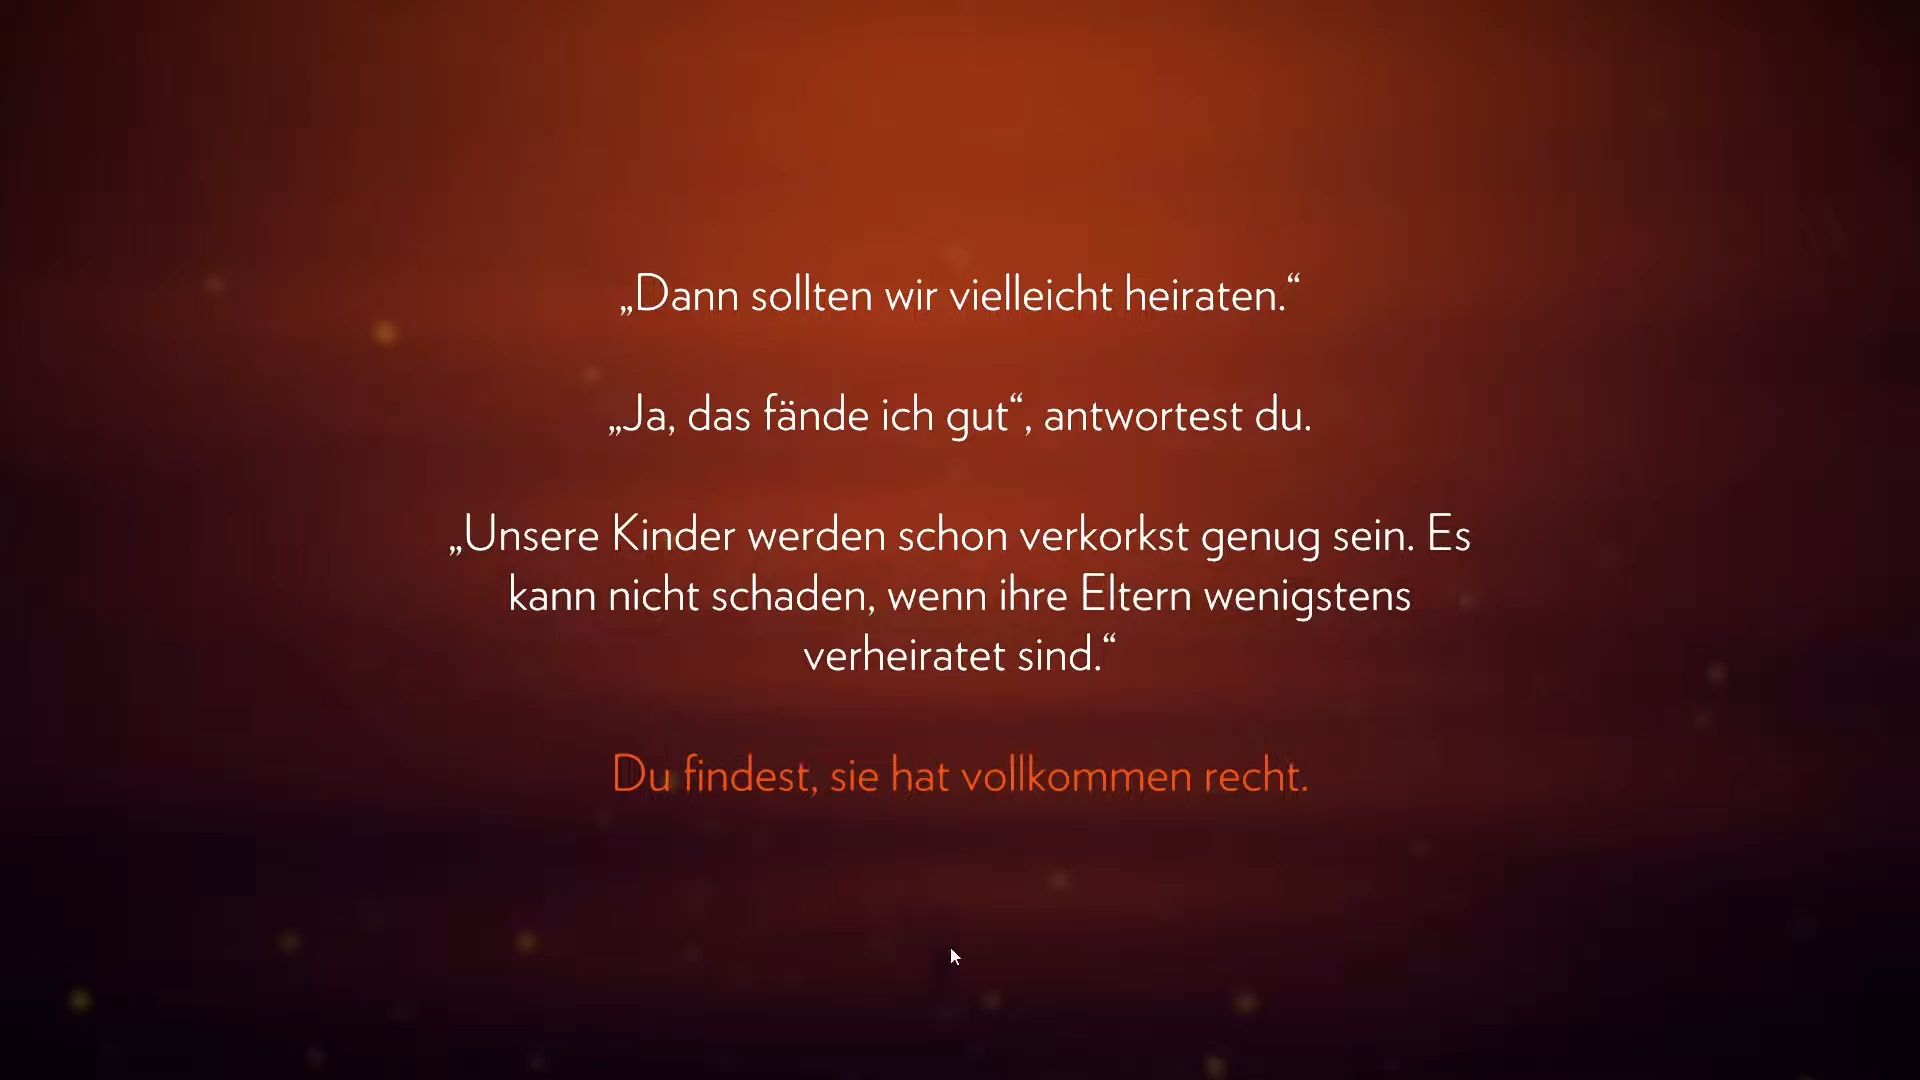 „Dann sollten wir vielleicht heiraten.“
„Ja, das fände ich gut“, antwortest du.
„Unsere Kinder werden schon verkorkst genug sein. Es
kann nicht schaden, wenn ihre Eltern wenigstens
verheiratet sind.“
Du findest, sie hat vollkommen recht.